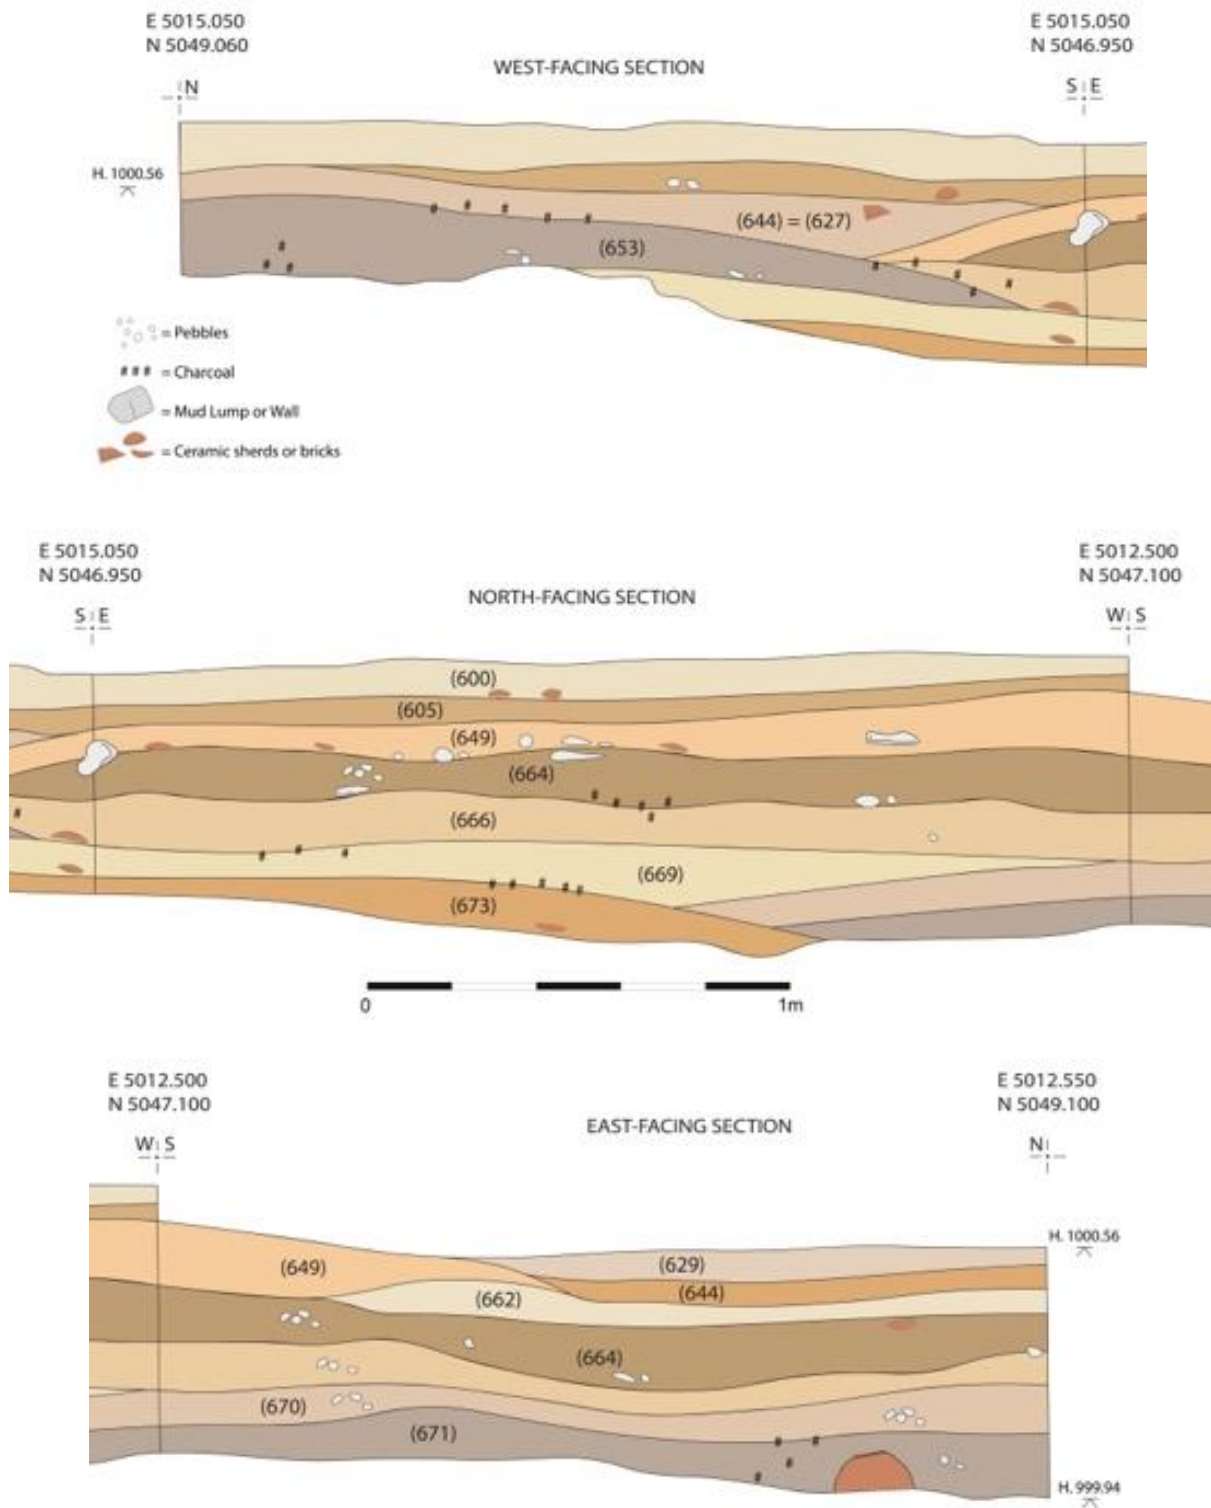 E 5015.050
N 5049.060
E 5015.050
N 5046.950
WEST-FACING SECTION
N
S E
H. 1000.56
(644) = (627)
(653)
= Pebbles
= Charcoal
= Mud Lump or Wall
= Ceramic sherds or bricks
E 5015.050
N 5046.950
E 5012.500
N 5047.100
NORTH-FACING SECTION
S E
W S
(600)
(605)
(649)
(664)
(666)
(669)
(673)
0 1m
E 5012.500
N 5047.100
E 5012.550
N 5049.100
EAST-FACING SECTION
W S
N
H. 1000.56
(629)
(649)
(644)
(662)
(664)
(670)
(671)
H. 999.94